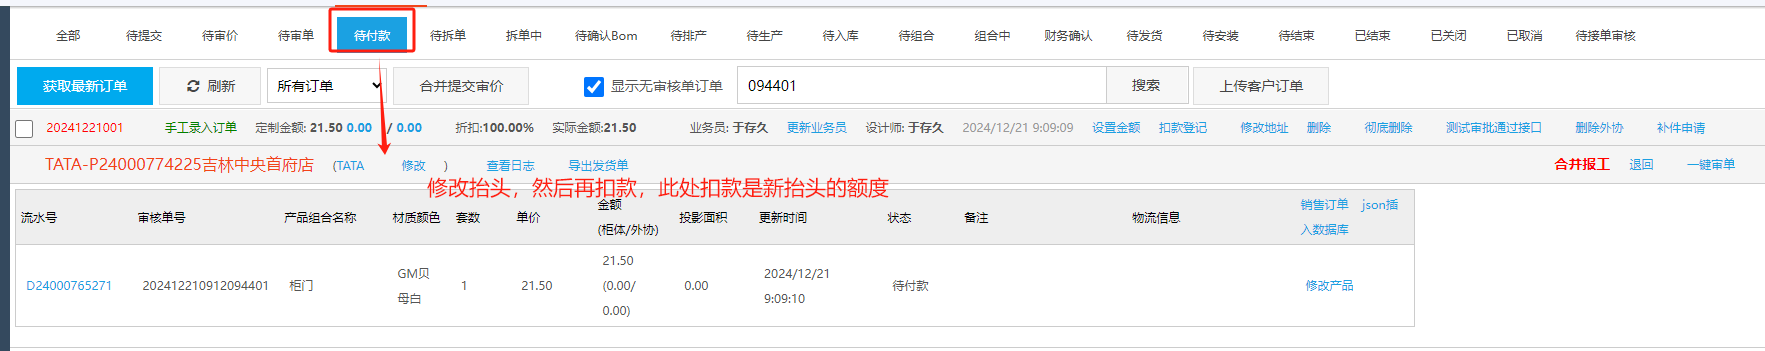 全部 待提交 待审价 待审单 待付款 待拆单 拆单中 待确认Bom 待排产 待生产 待入库 待组合 组合中 财务确认 待发货 待安装 待结束 已结束 已关闭 已取消 待接单审核
获取最新订单 刷新 所有订单 合并提交审价 显示无审核单订单 094401 搜索 上传客户订单
20241221001 手工录入订单 定制金额: 21.50 0.00 / 0.00 折扣:100.00% 实际金额:21.50 业务员: 于存久 更新业务员 设计师: 于存久 2024/12/21 9:09:09 设置金额 扣款登记 修改地址 删除 彻底删除 测试审批通过接口 删除外协 补件申请
TATA-P24000774225吉林中央首府店 (TATA 修改 ) 查看日志 导出发货单 合并报工 退回 一键审单
修改抬头，然后再扣款，此处扣款是新抬头的额度
流水号 审核单号 产品组合名称 材质颜色 套数 单价 金额 投影面积 更新时间 状态 备注 物流信息 销售订单 json插
(柜体/外协) 入数据库
D24000765271 202412210912094401 柜门 GM贝 1 21.50 21.50 0.00 2024/12/21 待付款 修改产品
母白 (0.00/ 9:09:10
0.00)